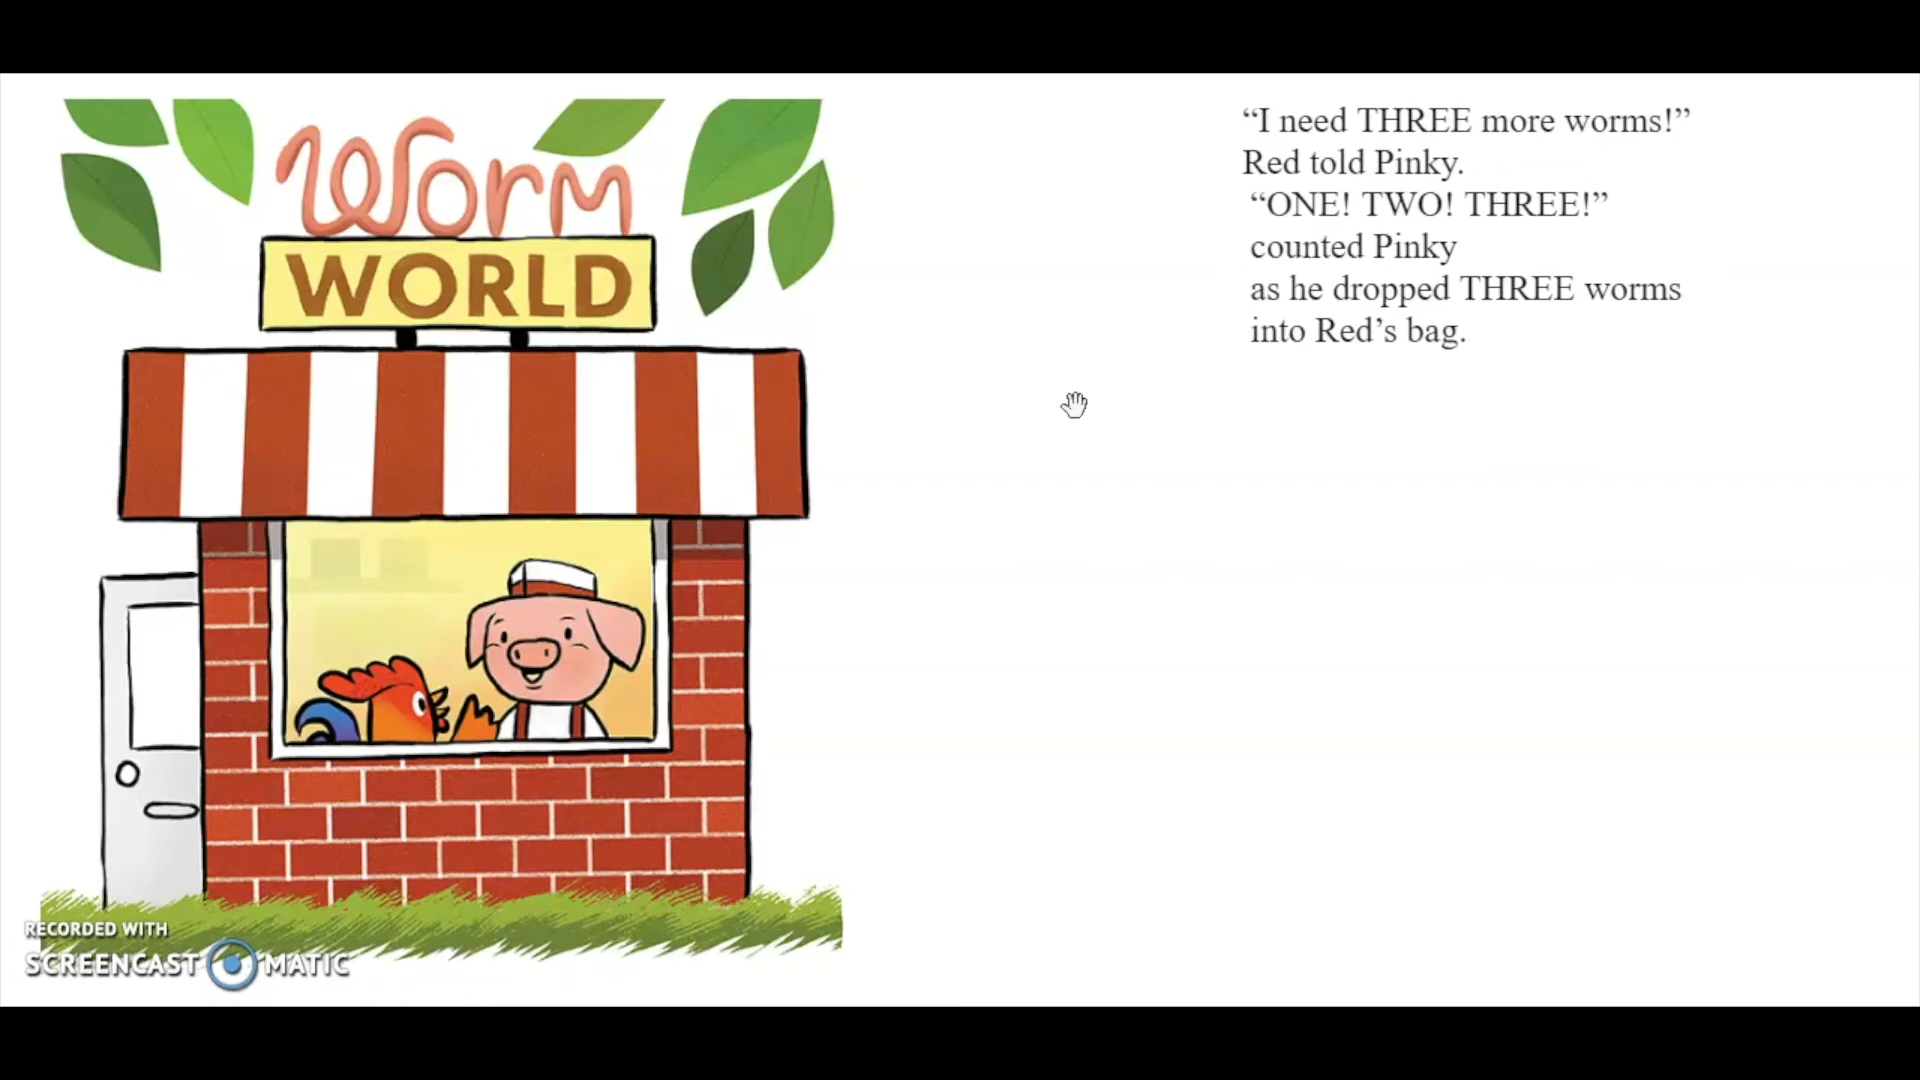 Worm
WORLD
“I need THREE more worms!”
Red told Pinky.
“ONE! TWO! THREE!”
counted Pinky
as he dropped THREE worms
into Red’s bag.
RECORDED WITH
SCREENCAST MATIC